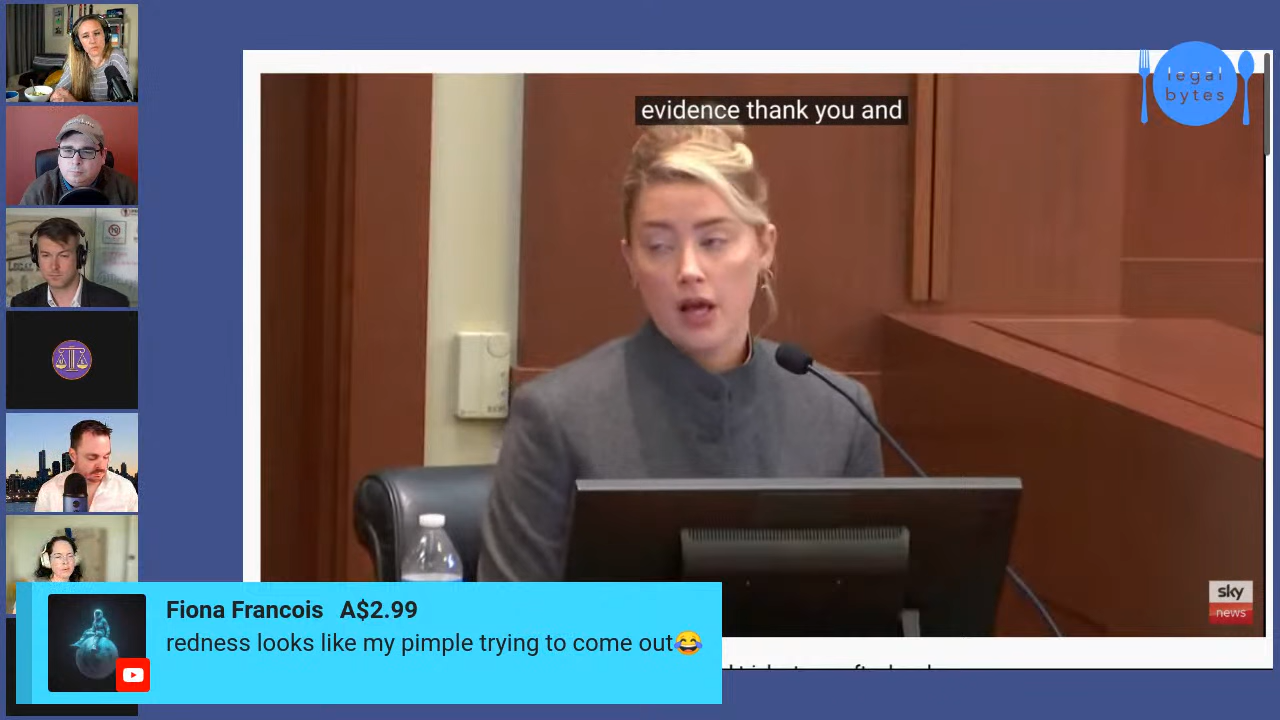 legal
bytes
evidence thank you and
sky
news
Fiona Francois A$2.99
redness looks like my pimple trying to come out😂